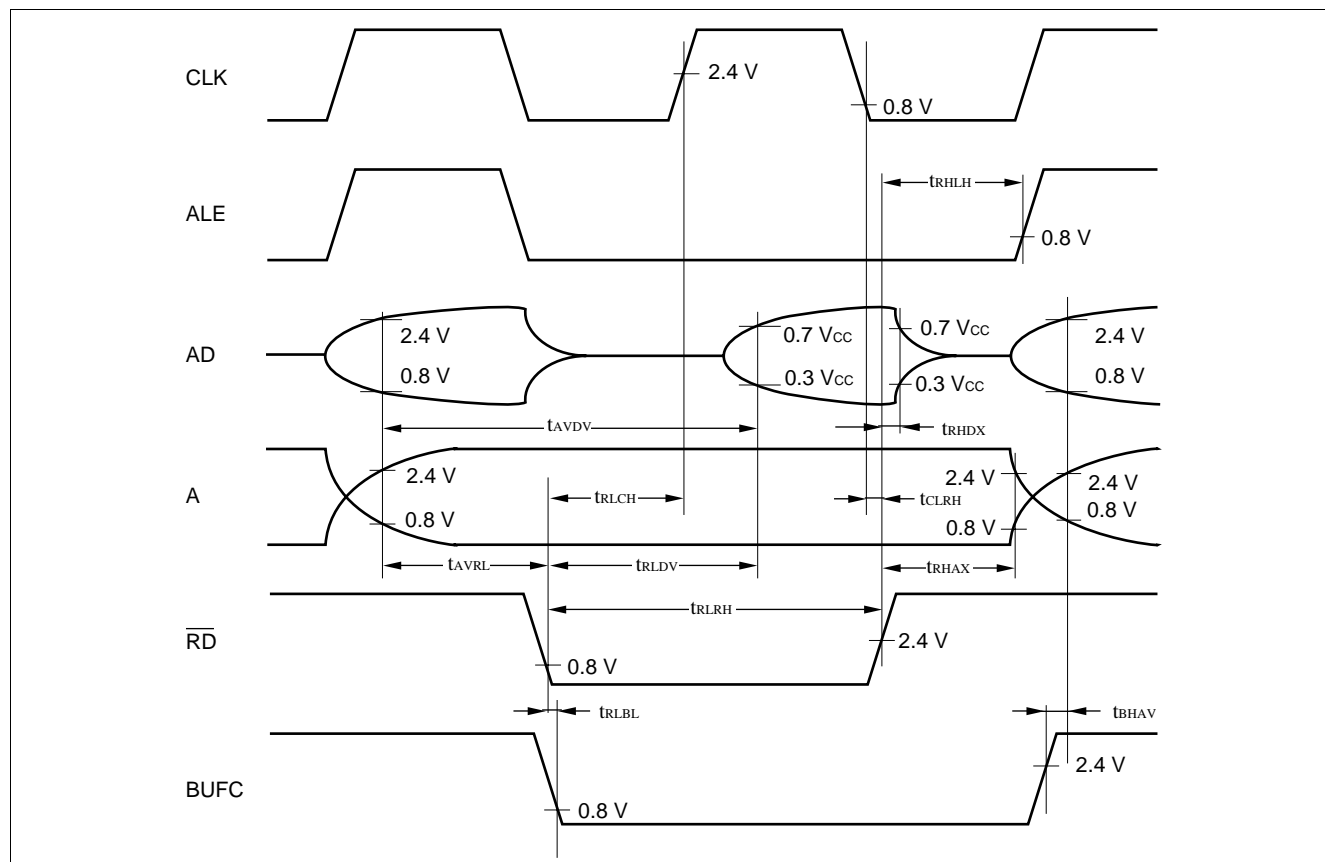 CLK
2.4 V
0.8 V
tRHLH
ALE
0.8 V
AD
2.4 V
0.8 V
0.7 VCC
0.3 VCC
0.7 VCC
0.3 VCC
2.4 V
0.8 V
tAVDV
tRHDX
A
2.4 V
0.8 V
tRLCH
2.4 V
0.8 V
tCLRH
2.4 V
0.8 V
tAVRL
tRLDV
tRHAX
tRLRH
RD
0.8 V
2.4 V
tRLBL
tBHAV
BUFC
0.8 V
2.4 V